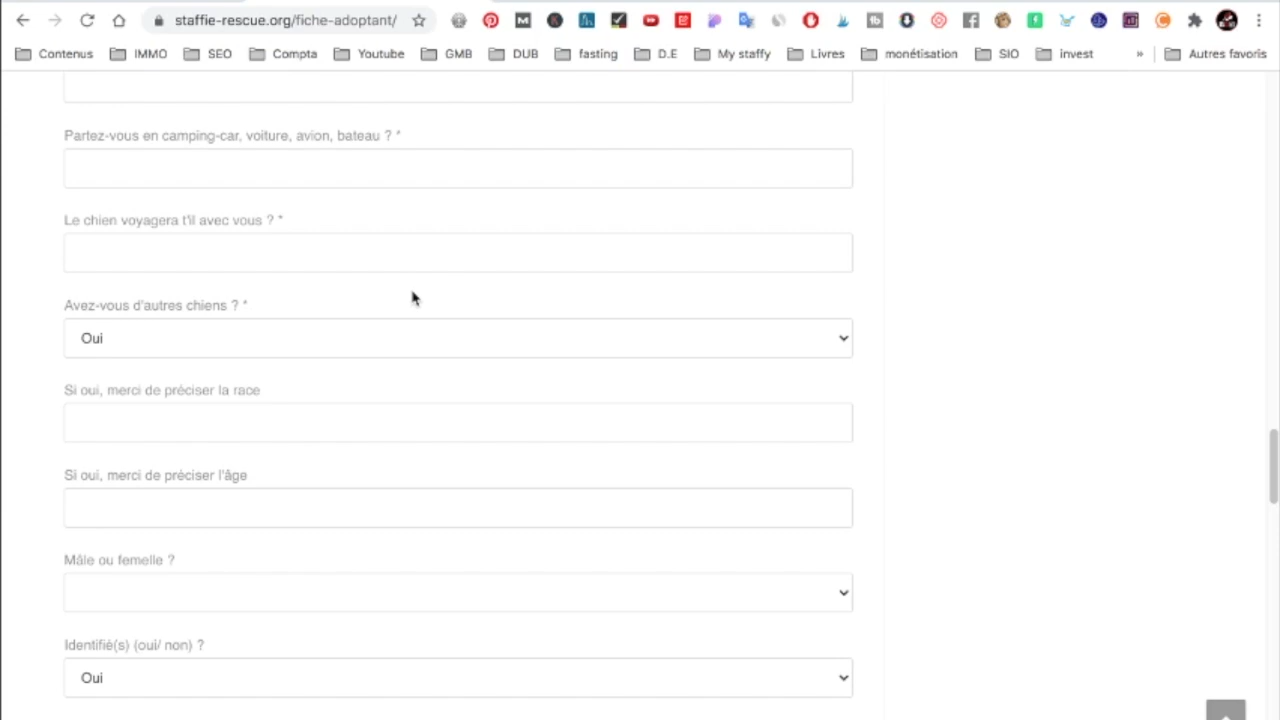 staffie-rescue.org/fiche-adoptant/
Contenus IMMO SEO Compta Youtube GMB DUB fasting D.E My staffy Livres monétisation SIO invest » Autres favoris
Partez-vous en camping-car, voiture, avion, bateau ? *
Le chien voyagera t'il avec vous ? *
Avez-vous d'autres chiens ? *
Oui
Si oui, merci de préciser la race
Si oui, merci de préciser l'âge
Mâle ou femelle ?
Identifié(s) (oui/ non) ?
Oui